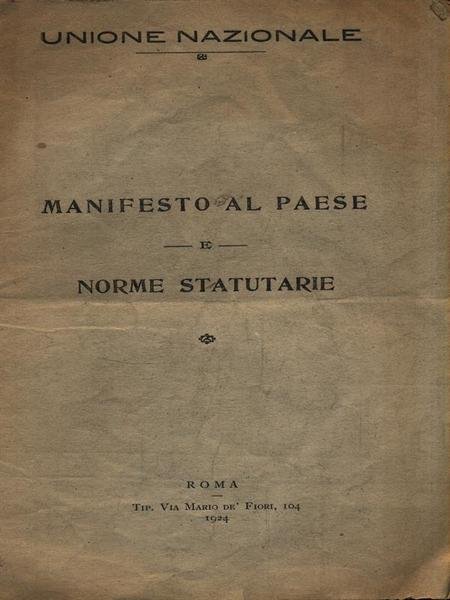 UNIONE NAZIONALE
MANIFESTO AL PAESE
E
NORME STATUTARIE
ROMA
Tip. Via Mario de' Fiori, 104
1924